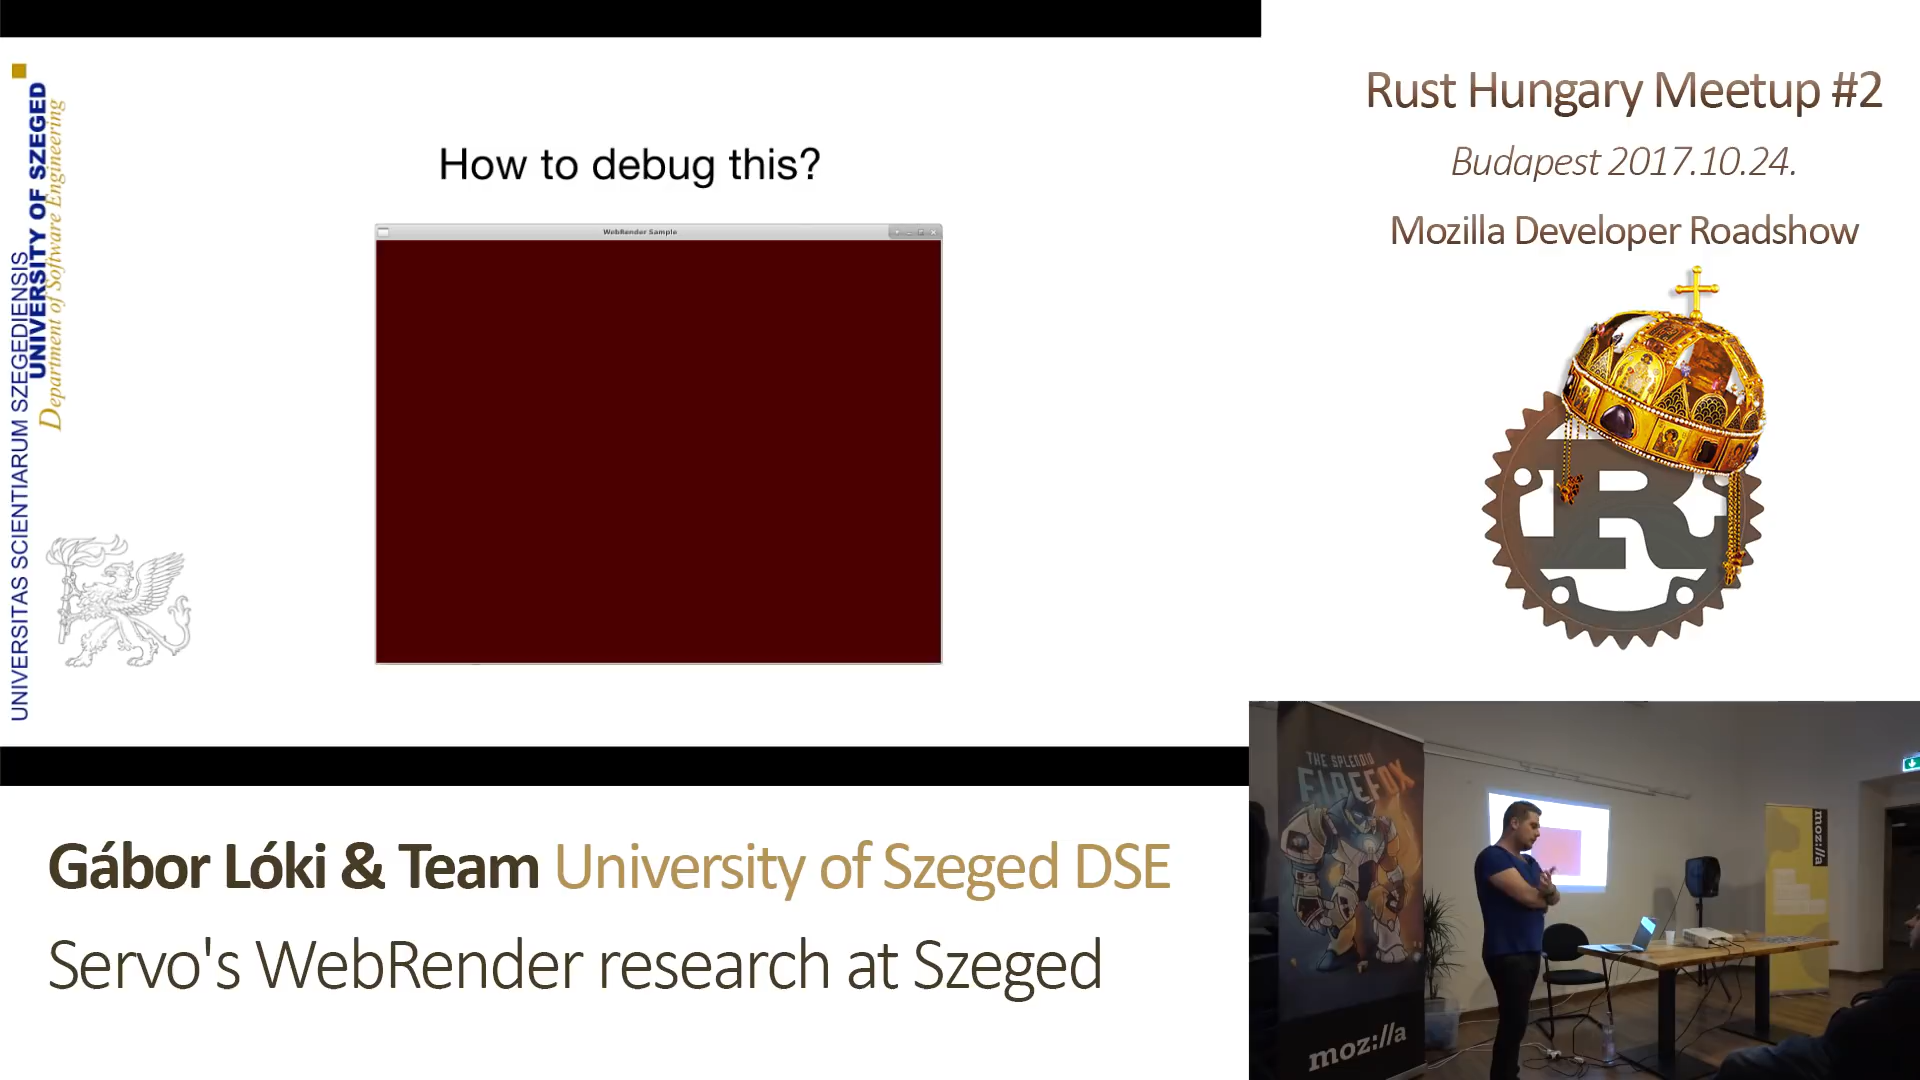 UNIVERSITAS SCIENTIARUM SZEGEDIENSIS
UNIVERSITY OF SZEGED
Department of Software Engineering
How to debug this?
WebRender Sample
Rust Hungary Meetup #2
Budapest 2017.10.24.
Mozilla Developer Roadshow
R
Gábor Lóki & Team University of Szeged DSE
Servo's WebRender research at Szeged
THE SPLENDID
FIREFOX
moz://a
moz://a